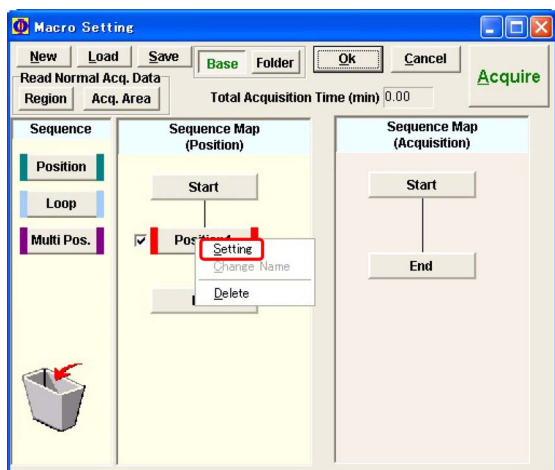 Macro Setting
New Load Save Base Folder Ok Cancel Acquire
Read Normal Acq. Data
Region Acq. Area Total Acquisition Time (min) 0.00
Sequence
Position
Loop
Multi Pos.
Sequence Map
(Position)
Start
Setting
Change Name
Delete
Sequence Map
(Acquisition)
Start
End